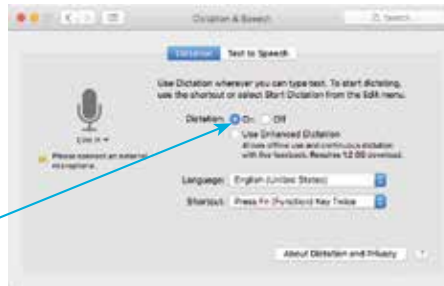 Dictation & Speech
Search
Dictation Text to Speech
Use Dictation wherever you can type text. To start dictating,
use the shortcut or select Start Dictation from the Edit menu.
Dictation: On Off
Use Enhanced Dictation
Allows offline use and continuous dictation
with live feedback. Requires 1.2 GB download.
Line In
Please connect an external
microphone.
Language: English (United States)
Shortcut: Press Fn (Function) Key Twice
About Dictation and Privacy
?